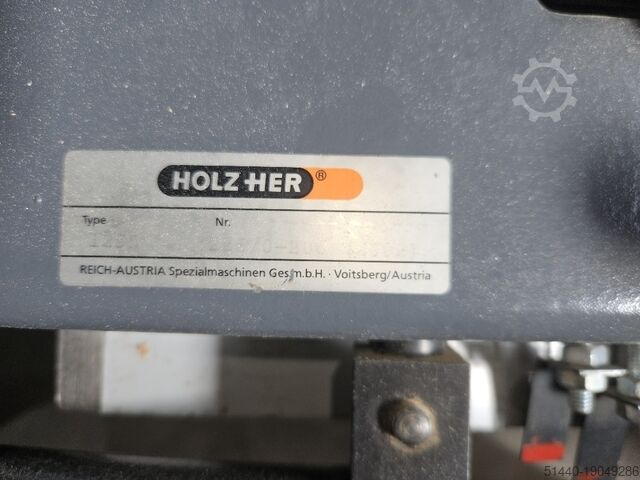 HOLZ-HER ®
Type Nr.
REICH-AUSTRIA Spezialmaschinen Ges.m.b.H. · Voitsberg/Austria
51440-19049286